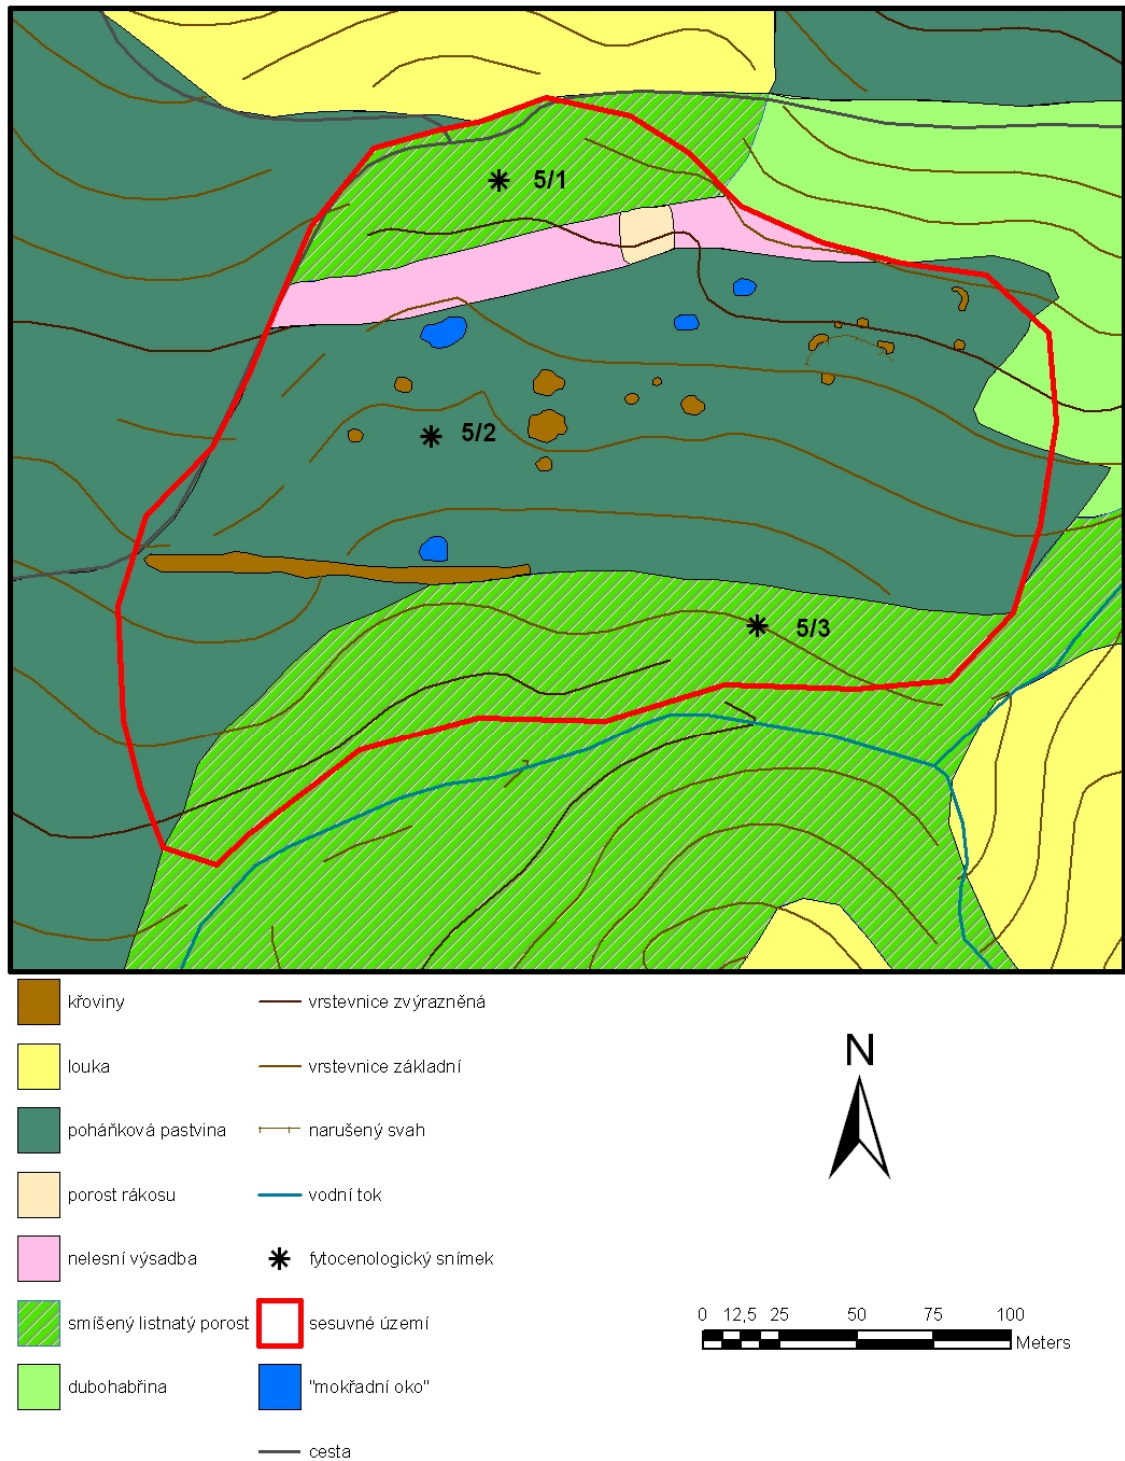 5/1
5/2
5/3
křoviny
louka
poháňková pastvina
porost rákosu
nelesní výsadba
smíšený listnatý porost
dubohabřina
vrstevnice zvýrazněná
vrstevnice základní
narušený svah
vodní tok
fytocenologický snímek
sesuvné území
"mokřadní oko"
cesta
N
0 12,5 25 50 75 100
Meters